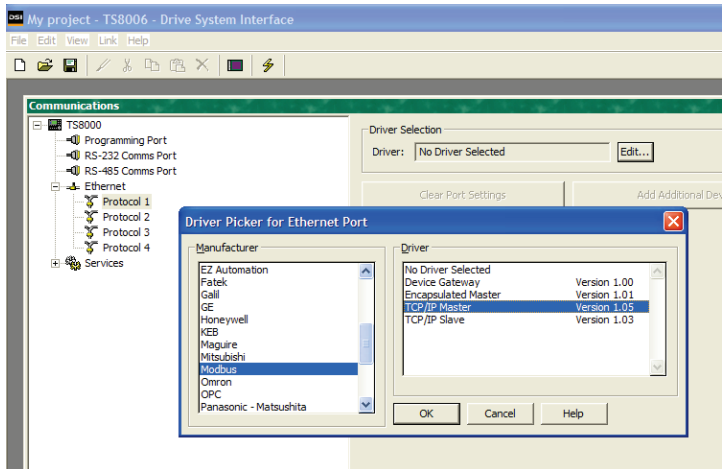 DSI My project - TS8006 - Drive System Interface
File Edit View Link Help
Communications
TS8000
Programming Port
RS-232 Comms Port
RS-485 Comms Port
Ethernet
Protocol 1
Protocol 2
Protocol 3
Protocol 4
Services
Driver Selection
Driver: No Driver Selected Edit...
Clear Port Settings Add Additional Dev
Driver Picker for Ethernet Port
Manufacturer
EZ Automation
Fatek
Galil
GE
Honeywell
KEB
Maguire
Mitsubishi
Modbus
Omron
OPC
Panasonic - Matsushita
Driver
No Driver Selected
Device Gateway Version 1.00
Encapsulated Master Version 1.01
TCP/IP Master Version 1.05
TCP/IP Slave Version 1.03
OK Cancel Help